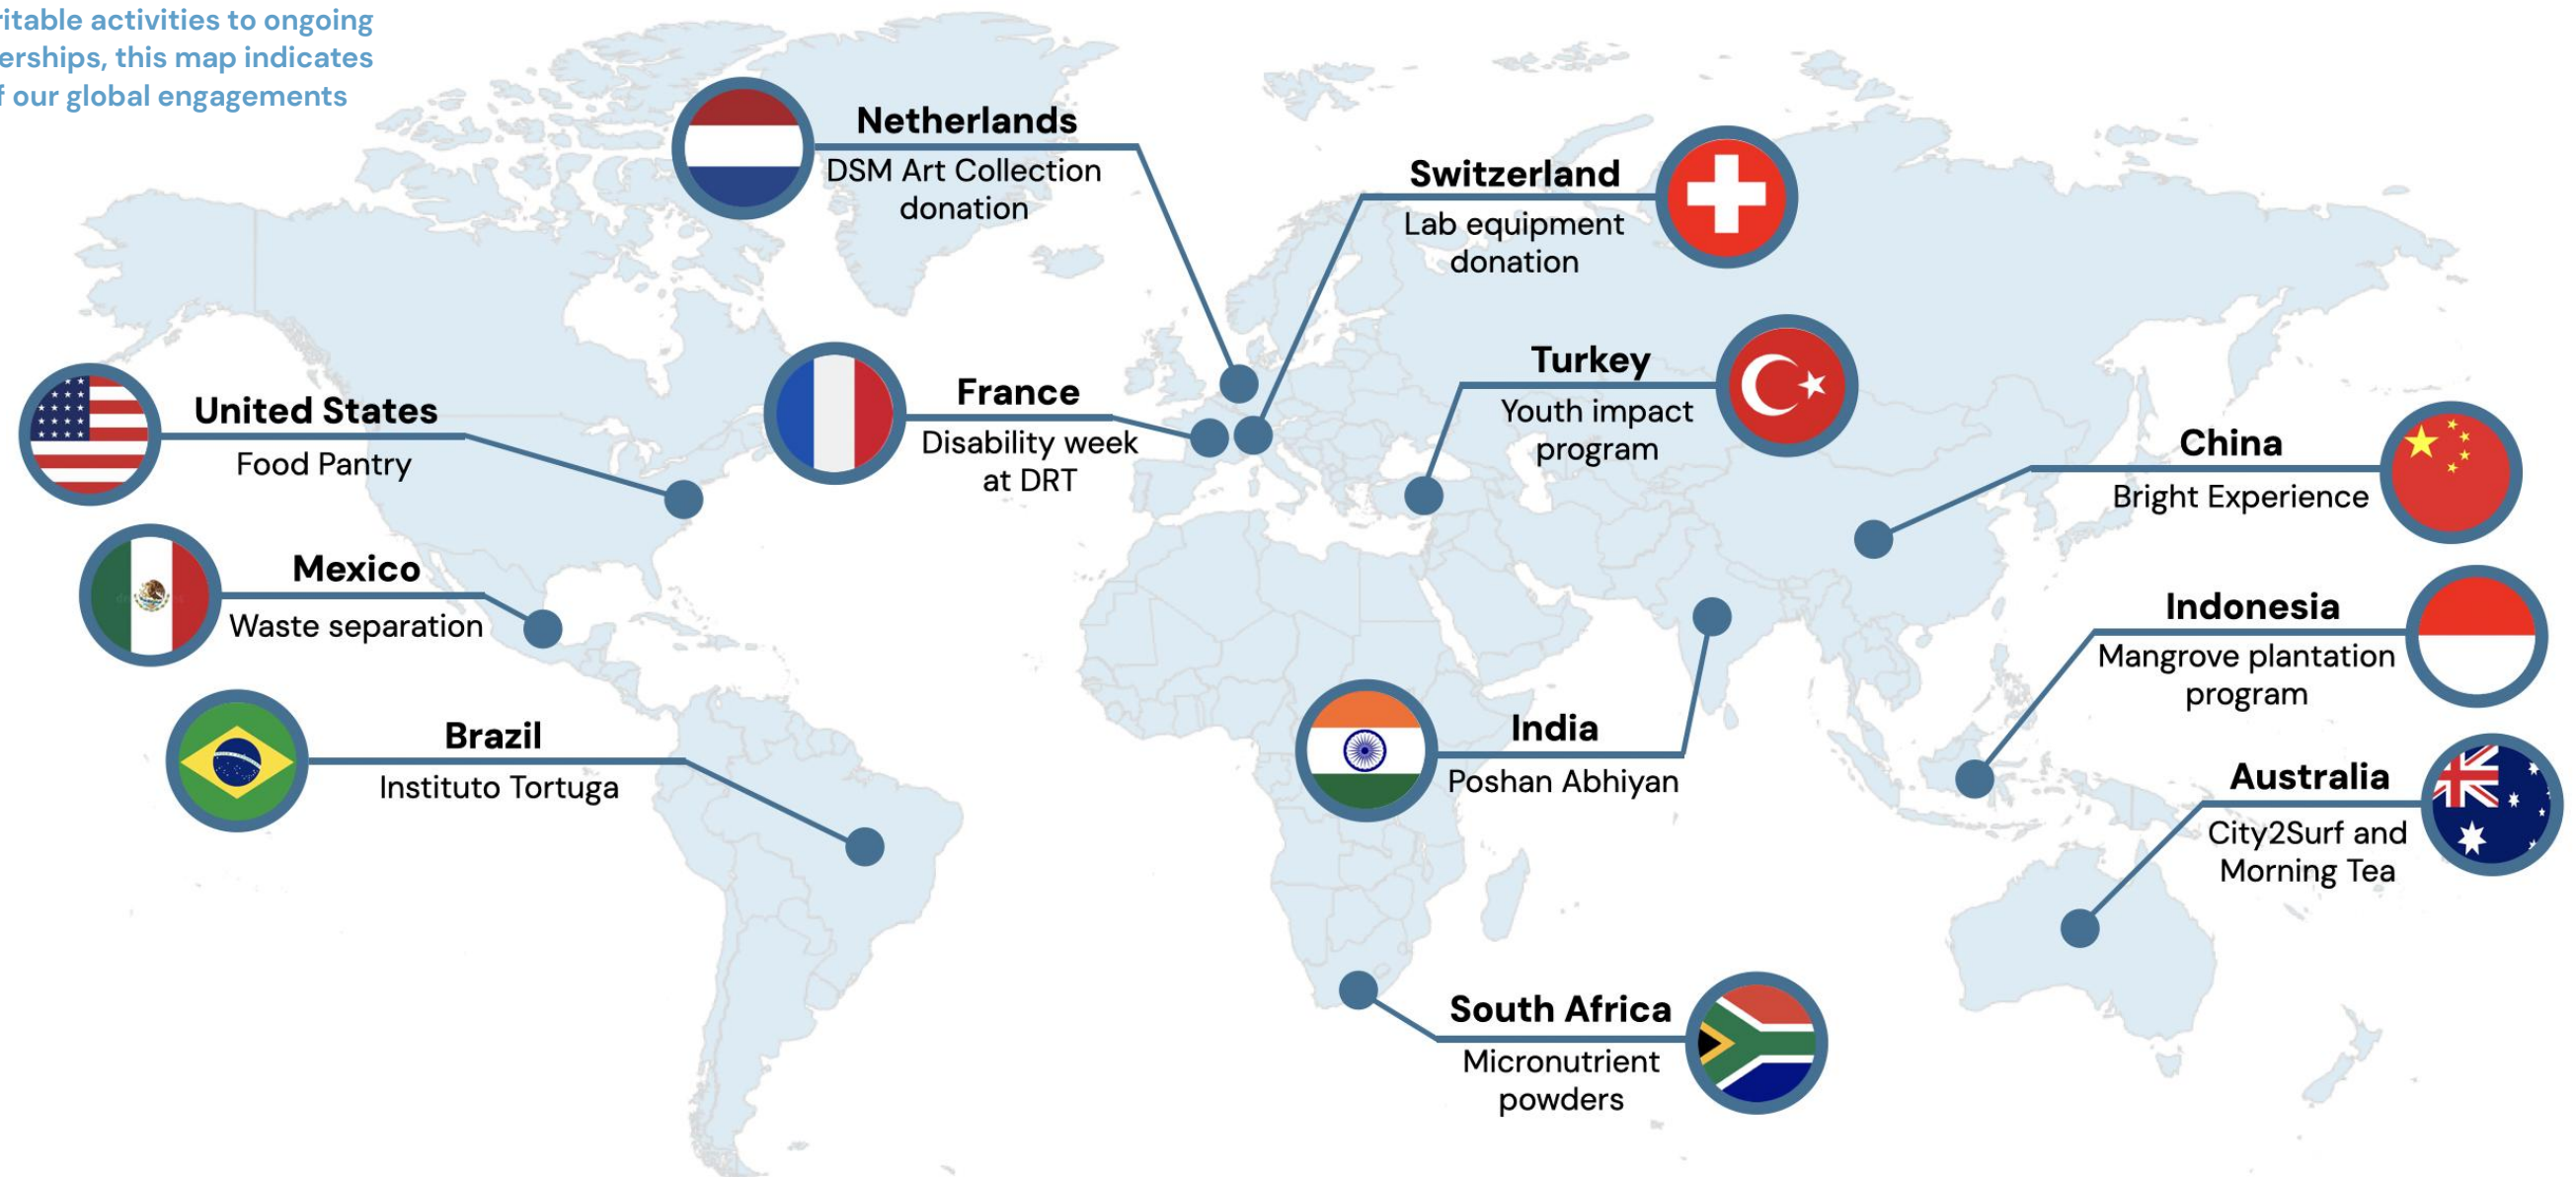 ritable activities to ongoing
erships, this map indicates
f our global engagements
Netherlands
DSM Art Collection
donation
Switzerland
Lab equipment
donation
Turkey
Youth impact
program
France
Disability week
at DRT
United States
Food Pantry
China
Bright Experience
Mexico
Waste separation
Indonesia
Mangrove plantation
program
Brazil
Instituto Tortuga
India
Poshan Abhiyan
Australia
City2Surf and
Morning Tea
South Africa
Micronutrient
powders